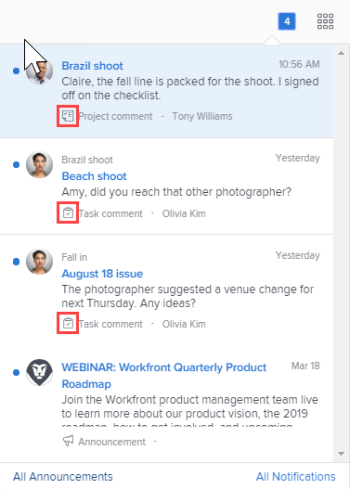 4
Brazil shoot 10:56 AM
Claire, the fall line is packed for the shoot. I signed
off on the checklist.
Project comment · Tony Williams
Brazil shoot Yesterday
Beach shoot
Amy, did you reach that other photographer?
Task comment · Olivia Kim
Fall in Yesterday
August 18 issue
The photographer suggested a venue change for
next Thursday. Any ideas?
Task comment · Olivia Kim
WEBINAR: Workfront Quarterly Product Mar 18
Roadmap
Join the Workfront product management team live
to learn more about our product vision, the 2019
roadmap, how to get involved, and upcoming
Announcement ·
All Announcements All Notifications